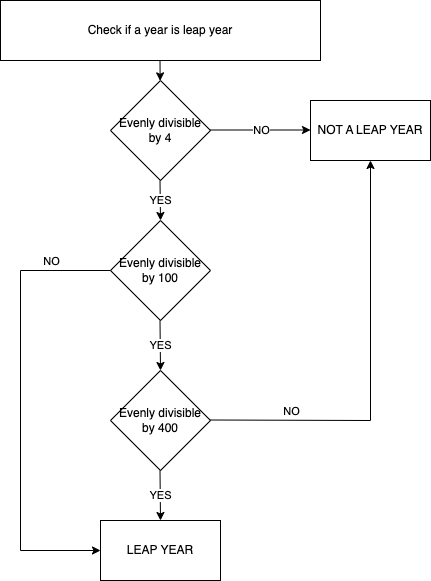 Check if a year is leap year
Evenly divisible
by 4
NO
NOT A LEAP YEAR
YES
NO
Evenly divisible
by 100
YES
Evenly divisible
by 400
NO
YES
LEAP YEAR